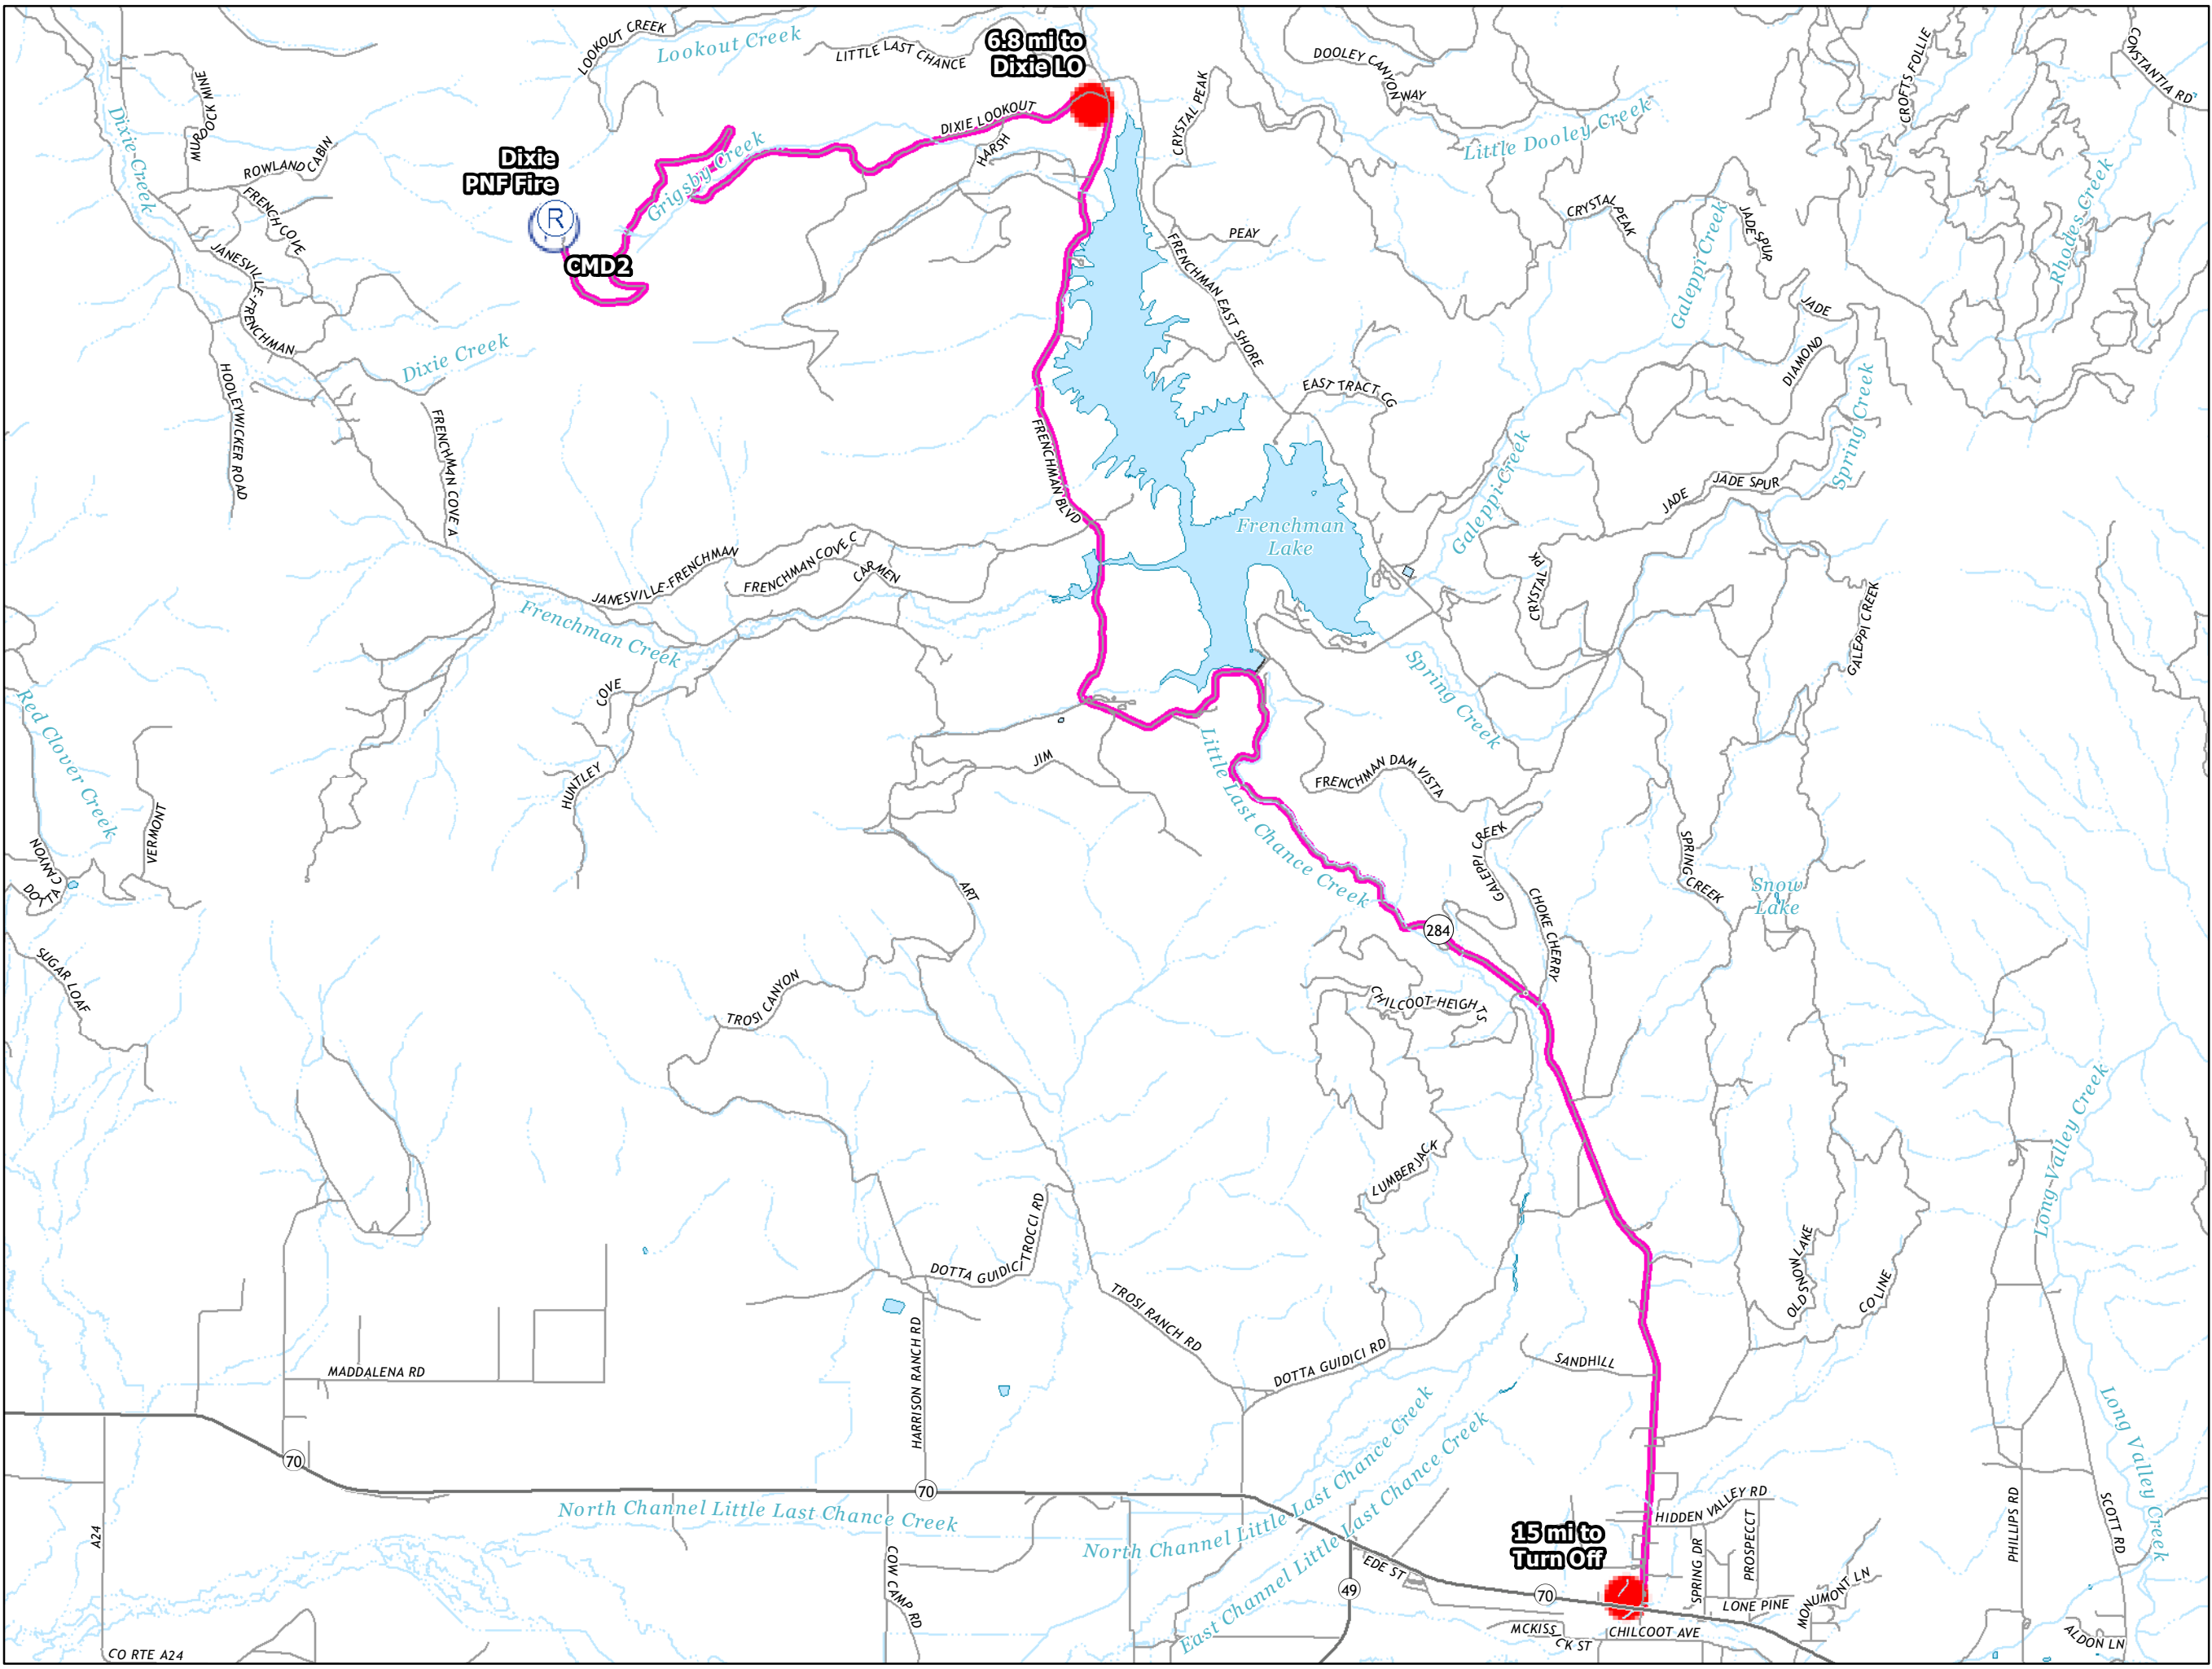 LOOKOUT CREEK
Lookout Creek
6.8 mi to
Dixie LO
LITTLE LAST CHANCE
DOOLEY CANYON
WAY
CROFTS FOLLIE
CONSTANTIA RD
MURDOCK MINE
Dixie Creek
CRYSTAL PEAK
Little Dooley Creek
DIXIE LOOKOUT
HARSH
ROWLAND CABIN
FRENCH COVE
Dixie
PNF Fire
R
CMD2
Grigsby Creek
JANESVILLE-FRENCHMAN
PEAY
FRENCHMAN EAST SHORE
CRYSTAL PEAK
Galeppi Creek
JADE SPUR
Rhodes Creek
JADE
DIAMOND
Dixie Creek
HOOLEYWICKER ROAD
FRENCHMAN COVE A
FRENCHMAN BLVD
EAST TRACT CG
Galeppi Creek
Spring Creek
JADE
JADE SPUR
Frenchman
Lake
JANESVILLE-FRENCHMAN
FRENCHMAN COVE C
CARMEN
CRYSTAL PK
GALEPPI CREEK
Frenchman Creek
Spring Creek
COVE
Red Clover Creek
HUNTLEY
JIM
Little Last Chance Creek
FRENCHMAN DAM VISTA
VERMONT
DOTTA CANYON
GALEPPI CREEK
SPRING CREEK
Snow
Lake
ART
CHOKE CHERRY
284
SUGAR LOAF
TROSI CANYON
CHILCOOT HEIGHTS
LUMBER JACK
Long Valley Creek
DOTTA GUIDICI
TROCCI RD
TROSI RANCH RD
OLD SNOW LAKE
CO LINE
MADDALENA RD
HARRISON RANCH RD
DOTTA GUIDICI RD
SANDHILL
70
70
North Channel Little Last Chance Creek
North Channel Little Last Chance Creek
East Channel Little Last Chance Creek
Long Valley Creek
HIDDEN VALLEY RD
PROSPECCT
SPRING DR
PHILLIPS RD
SCOTT RD
15 mi to
Turn Off
A24
COW CAMP RD
EDE ST
49
70
LONE PINE
MONUMONT LN
MCKISSICK ST
CHILCOOT AVE
ALDON LN
CO RTE A24